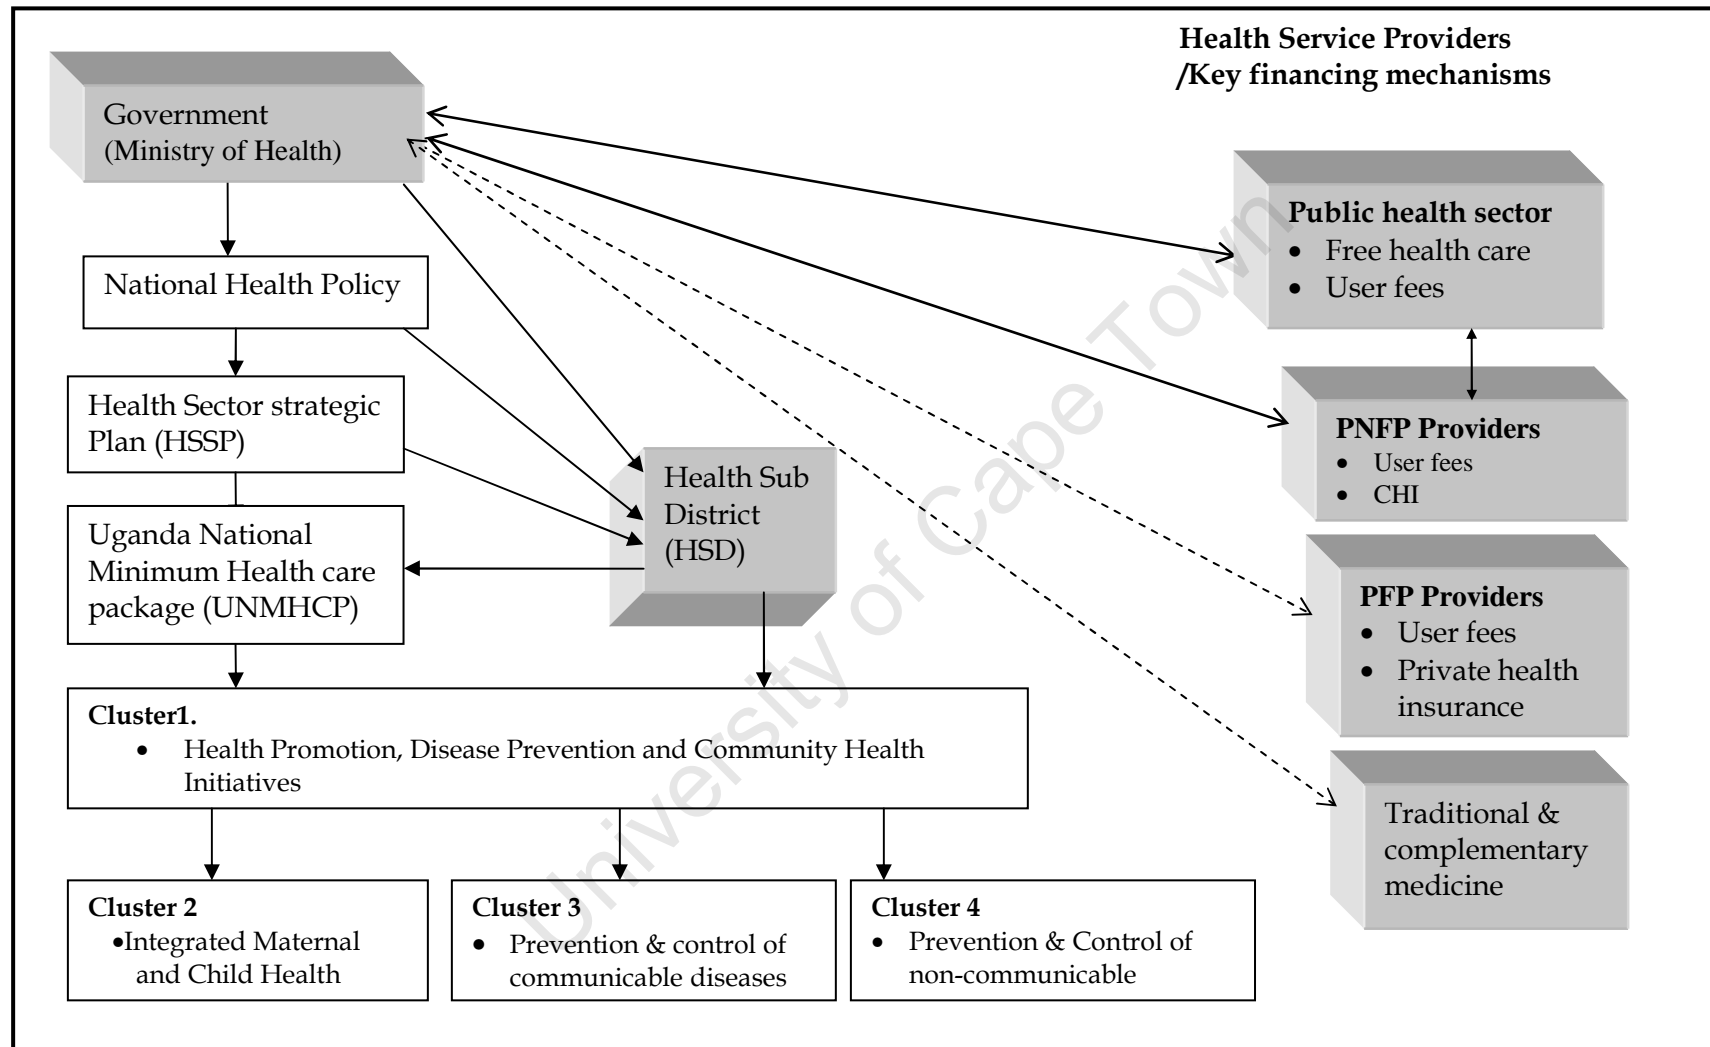 Health Service Providers
/Key financing mechanisms
Government
(Ministry of Health)
National Health Policy
Health Sector strategic
Plan (HSSP)
Uganda National
Minimum Health care
package (UNMHCP)
Health Sub
District
(HSD)
Cluster1.
• Health Promotion, Disease Prevention and Community Health
Initiatives
Cluster 2
•Integrated Maternal
and Child Health
Cluster 3
• Prevention & control of
communicable diseases
Cluster 4
• Prevention & Control of
non-communicable
Public health sector
• Free health care
• User fees
PNFP Providers
• User fees
• CHI
PFP Providers
• User fees
• Private health
insurance
Traditional &
complementary
medicine
University of Cape Town